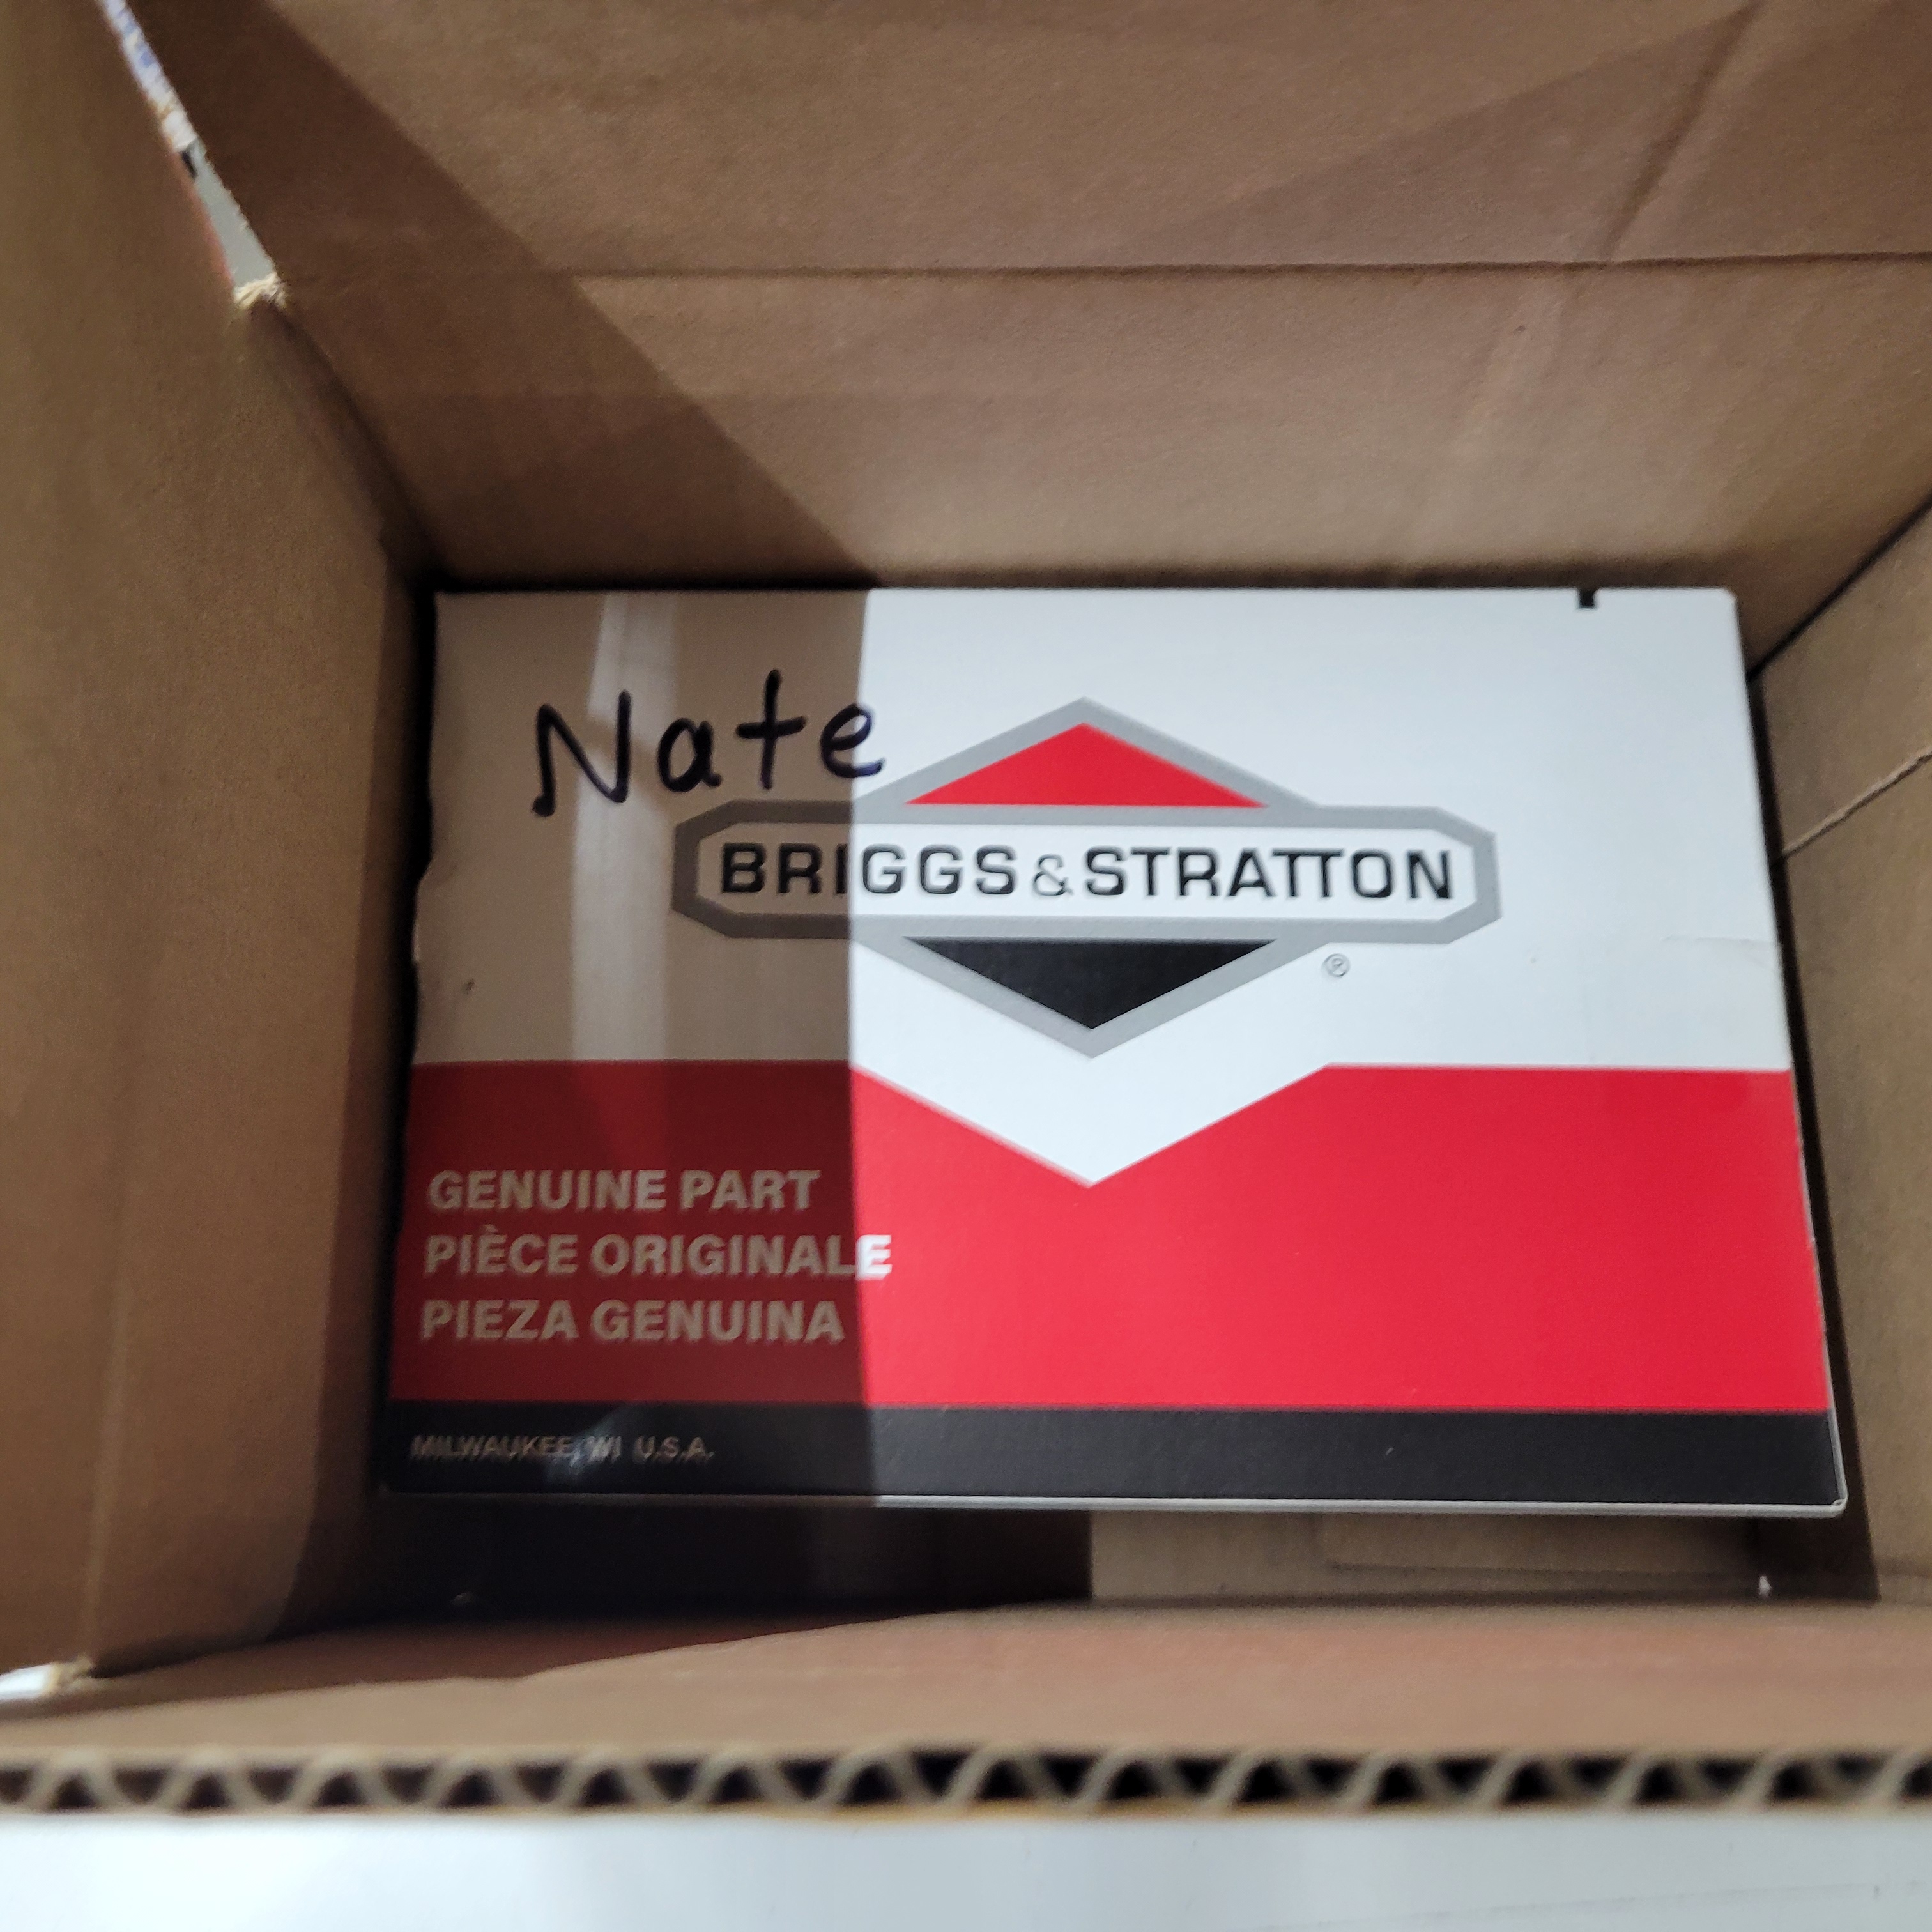 Nate
BRIGGS & STRATTON
®
GENUINE PART
PIÈCE ORIGINALE
PIEZA GENUINA
MILWAUKEE, WI U.S.A.